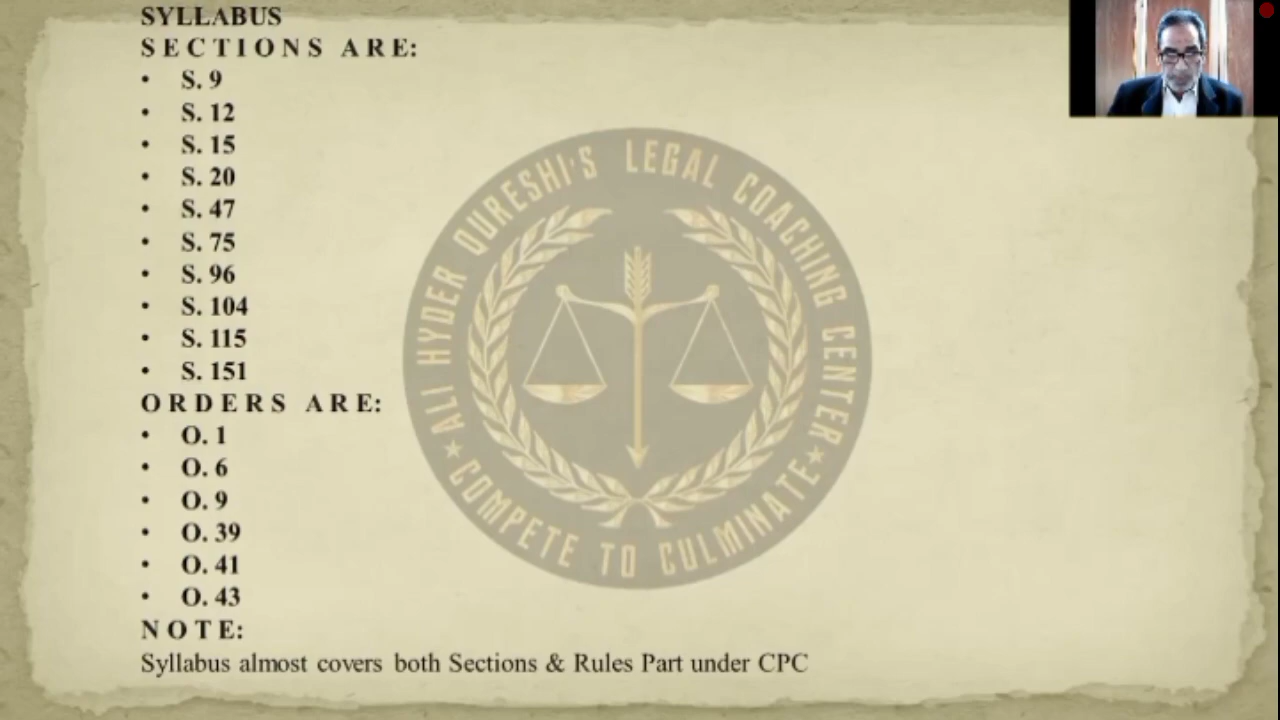 SYLLABUS
SECTIONS ARE:
• S. 9
• S. 12
• S. 15
• S. 20
• S. 47
• S. 75
• S. 96
• S. 104
• S. 115
• S. 151
ORDERS ARE:
• O. 1
• O. 6
• O. 9
• O. 39
• O. 41
• O. 43
NOTE:
Syllabus almost covers both Sections & Rules Part under CPC
ALI HYDER QURESHI'S LEGAL COACHING CENTER
★ COMPETE TO CULMINATE ★